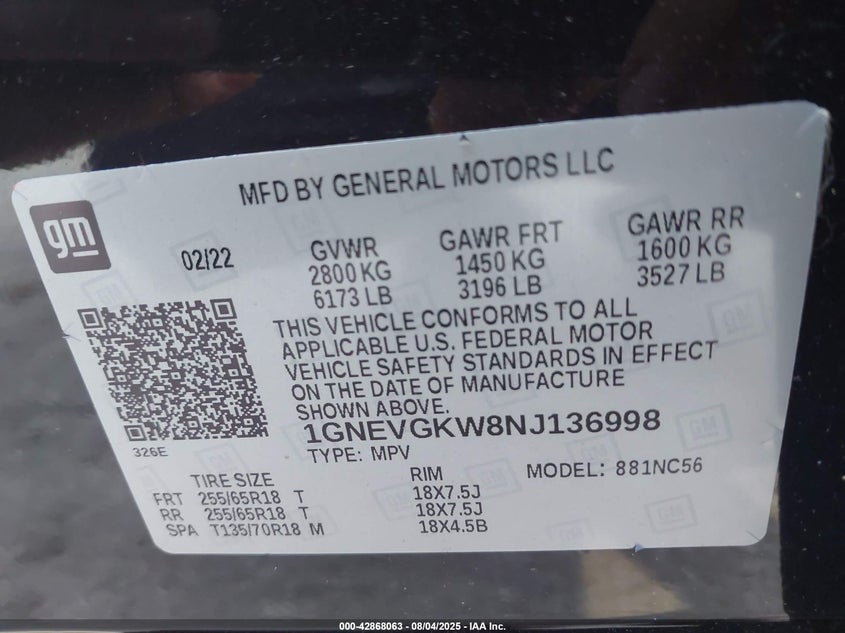 MFD BY GENERAL MOTORS LLC
gm
02/22
GVWR
2800 KG
6173 LB
GAWR FRT
1450 KG
3196 LB
GAWR RR
1600 KG
3527 LB
THIS VEHICLE CONFORMS TO ALL
APPLICABLE U.S. FEDERAL MOTOR
VEHICLE SAFETY STANDARDS IN EFFECT
ON THE DATE OF MANUFACTURE
SHOWN ABOVE.
1GNEVGKW8NJ136998
326E
TYPE: MPV
MODEL: 881NC56
TIRE SIZE RIM
FRT 255/65R18 T 18X7.5J
RR 255/65R18 T 18X7.5J
SPA T135/70R18 M 18X4.5B
000-42868063 - 08/04/2025 - IAA Inc.